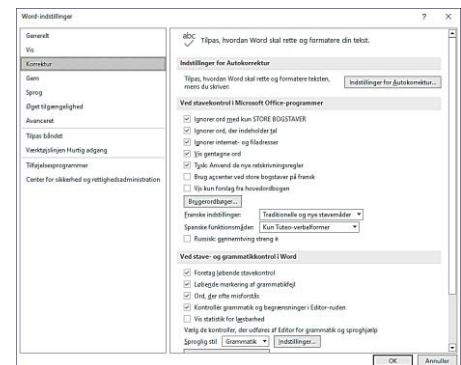 Word-indstillinger
? ×
Generelt
Vis
Korrektur
Gem
Sprog
Øget tilgængelighed
Avanceret
Tilpas båndet
Værktøjslinjen Hurtig adgang
Tilføjelsesprogrammer
Center for sikkerhed og rettighedsadministration
abc Tilpas, hvordan Word skal rette og formatere din tekst.
Indstillinger for Autokorrektur
Tilpas, hvordan Word skal rette og formatere teksten,
mens du skriver:
Indstillinger for Autokorrektur...
Ved stavekontrol i Microsoft Office-programmer
Ignorer ord med kun STORE BOGSTAVER
Ignorer ord, der indeholder tal
Ignorer internet- og filadresser
Vis gentagne ord
Tysk: Anvend de nye retskrivningsregler
Brug accenter ved store bogstaver på fransk
Vis kun forslag fra hovedordbogen
Brugerordbøger...
Franske indstillinger: Traditionelle og nye stavemåder
Spanske funktionsmåder: Kun Tuteo-verbalformer
Russisk: gennemtving streng ё
Ved stave- og grammatikkontrol i Word
Foretag løbende stavekontrol
Løbende markering af grammatikfejl
Ord, der ofte misforstås
Kontrollér grammatik og begrænsninger i Editor-ruden
Vis statistik for læsbarhed
Vælg de kontroller, der udføres af Editor for grammatik og sproghjælp
Sproglig stil Grammatik Indstillinger...
OK Annuller